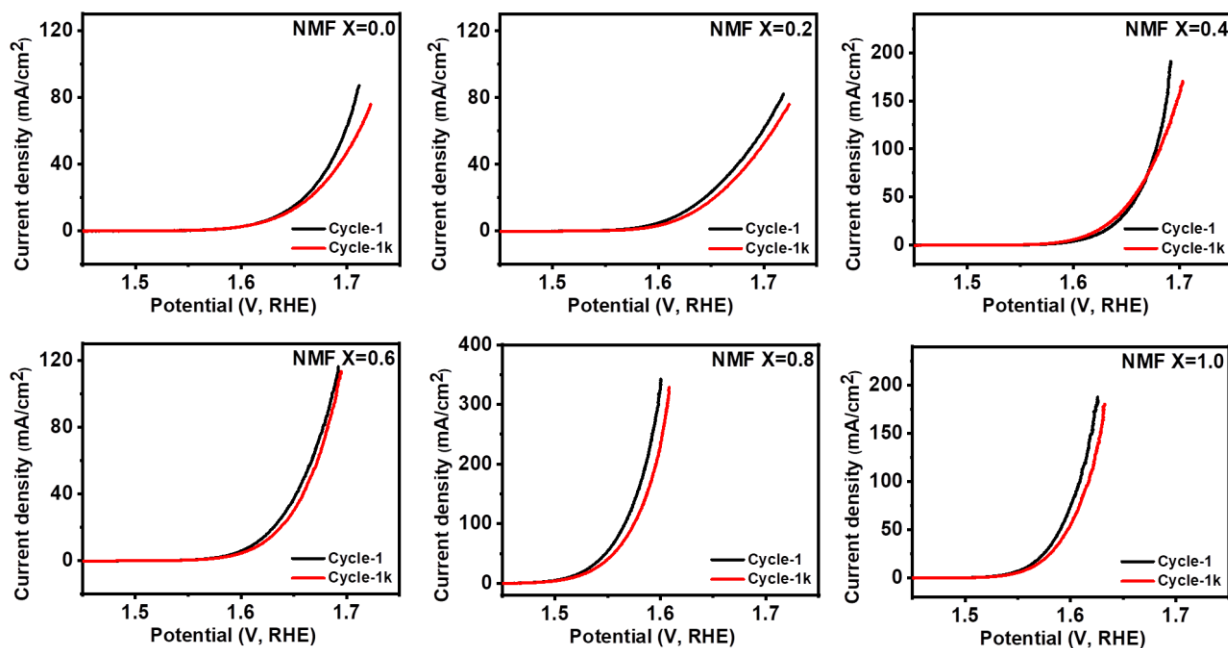 NMF X=0.0
120
80
40
0
Current density (mA/cm²)
Cycle-1
Cycle-1k
1.5 1.6 1.7
Potential (V, RHE)
NMF X=0.2
120
80
40
0
Current density (mA/cm²)
Cycle-1
Cycle-1k
1.5 1.6 1.7
Potential (V, RHE)
NMF X=0.4
200
150
100
50
0
Current density (mA/cm²)
Cycle-1
Cycle-1k
1.5 1.6 1.7
Potential (V, RHE)
NMF X=0.6
120
80
40
0
Current density (mA/cm²)
Cycle-1
Cycle-1k
1.5 1.6 1.7
Potential (V, RHE)
NMF X=0.8
400
300
200
100
0
Current density (mA/cm²)
Cycle-1
Cycle-1k
1.5 1.6 1.7
Potential (V, RHE)
NMF X=1.0
200
150
100
50
0
Current density (mA/cm²)
Cycle-1
Cycle-1k
1.5 1.6 1.7
Potential (V, RHE)